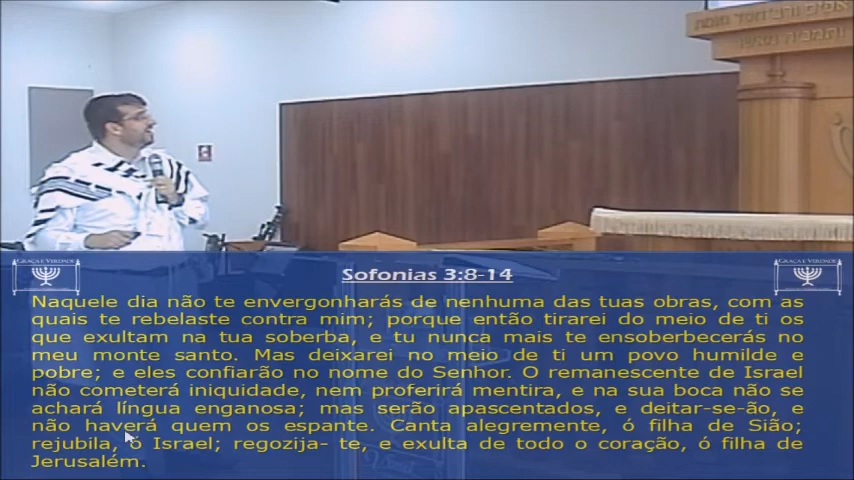 Sofonias 3:8-14
GRAÇA E VERDADE
GRAÇA E VERDADE
Naquele dia não te envergonharás de nenhuma das tuas obras, com as
quais te rebelaste contra mim; porque então tirarei do meio de ti os
que exultam na tua soberba, e tu nunca mais te ensoberbecerás no
meu monte santo. Mas deixarei no meio de ti um povo humilde e
pobre; e eles confiarão no nome do Senhor. O remanescente de Israel
não cometerá iniquidade, nem proferirá mentira, e na sua boca não se
achará língua enganosa; mas serão apascentados, e deitar-se-ão, e
não haverá quem os espante. Canta alegremente, ó filha de Sião;
rejubila, ó Israel; regozija- te, e exulta de todo o coração, ó filha de
Jerusalém.